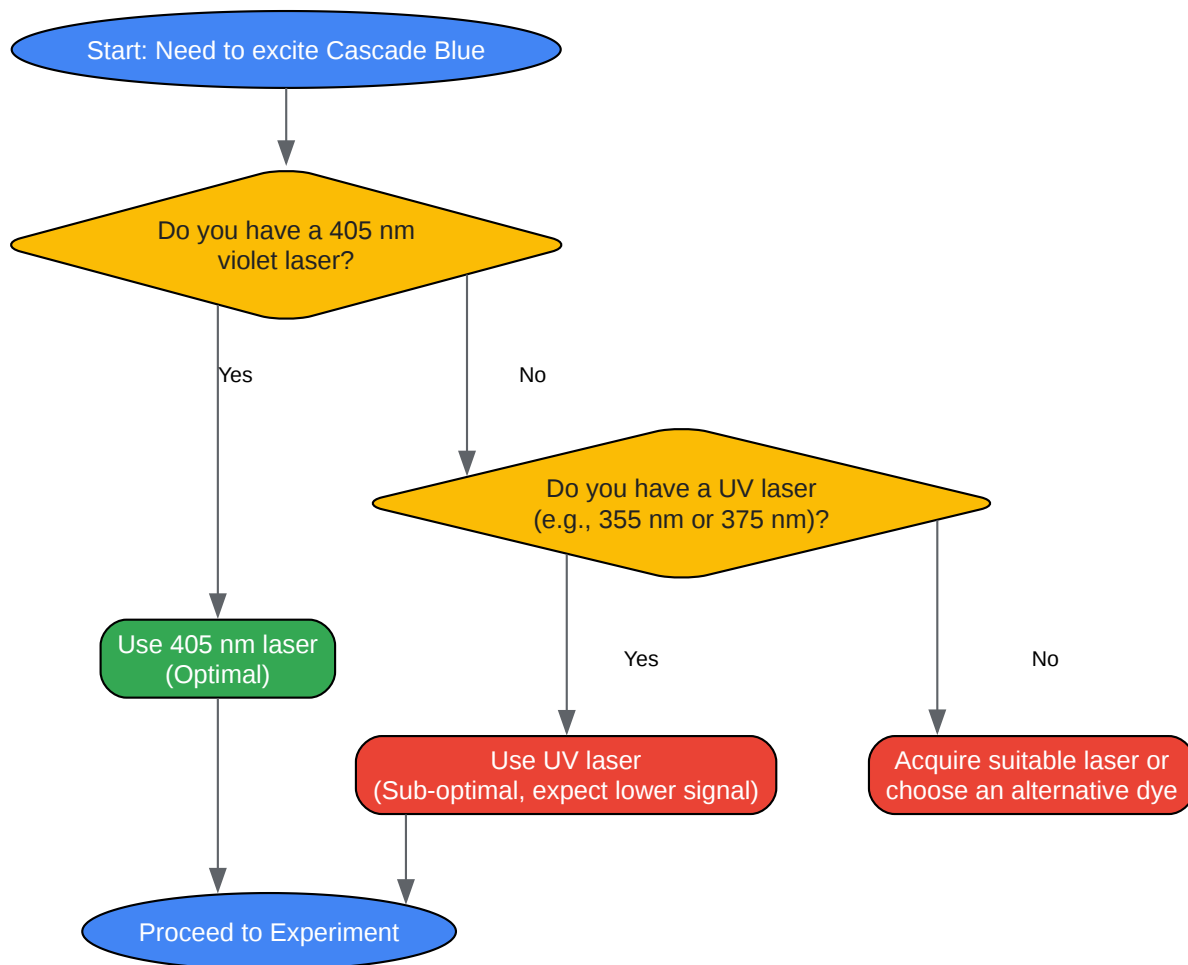 Start: Need to excite Cascade Blue
Do you have a 405 nm
violet laser?
Yes
No
Do you have a UV laser
(e.g., 355 nm or 375 nm)?
Use 405 nm laser
(Optimal)
Yes
No
Use UV laser
(Sub-optimal, expect lower signal)
Acquire suitable laser or
choose an alternative dye
Proceed to Experiment